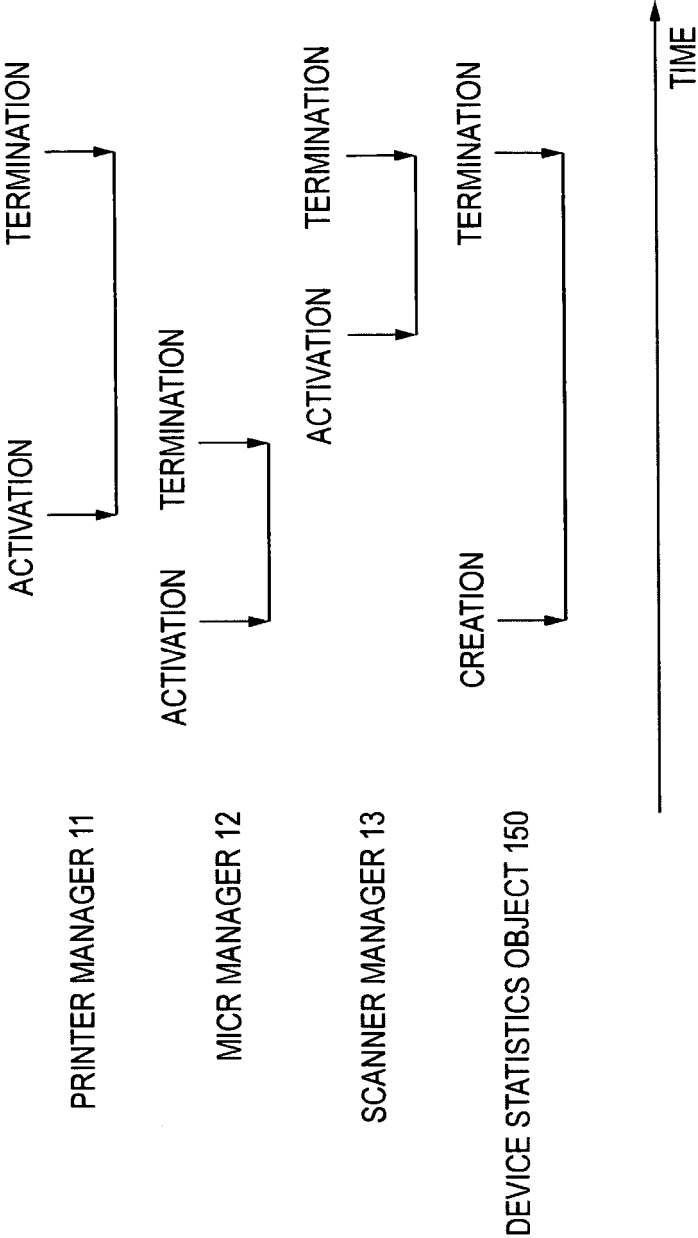 PRINTER MANAGER 11
ACTIVATION
TERMINATION
MICR MANAGER 12
ACTIVATION
TERMINATION
SCANNER MANAGER 13
ACTIVATION
TERMINATION
DEVICE STATISTICS OBJECT 150
CREATION
TERMINATION
TIME